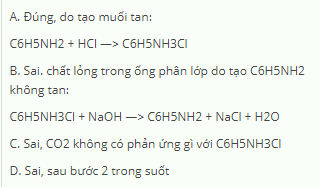 A. Đúng, do tạo muối tan:
C6H5NH2 + HCl —> C6H5NH3Cl
B. Sai. chất lỏng trong ống phân lớp do tạo C6H5NH2
không tan:
C6H5NH3Cl + NaOH —> C6H5NH2 + NaCl + H2O
C. Sai, CO2 không có phản ứng gì với C6H5NH3Cl
D. Sai, sau bước 2 trong suốt